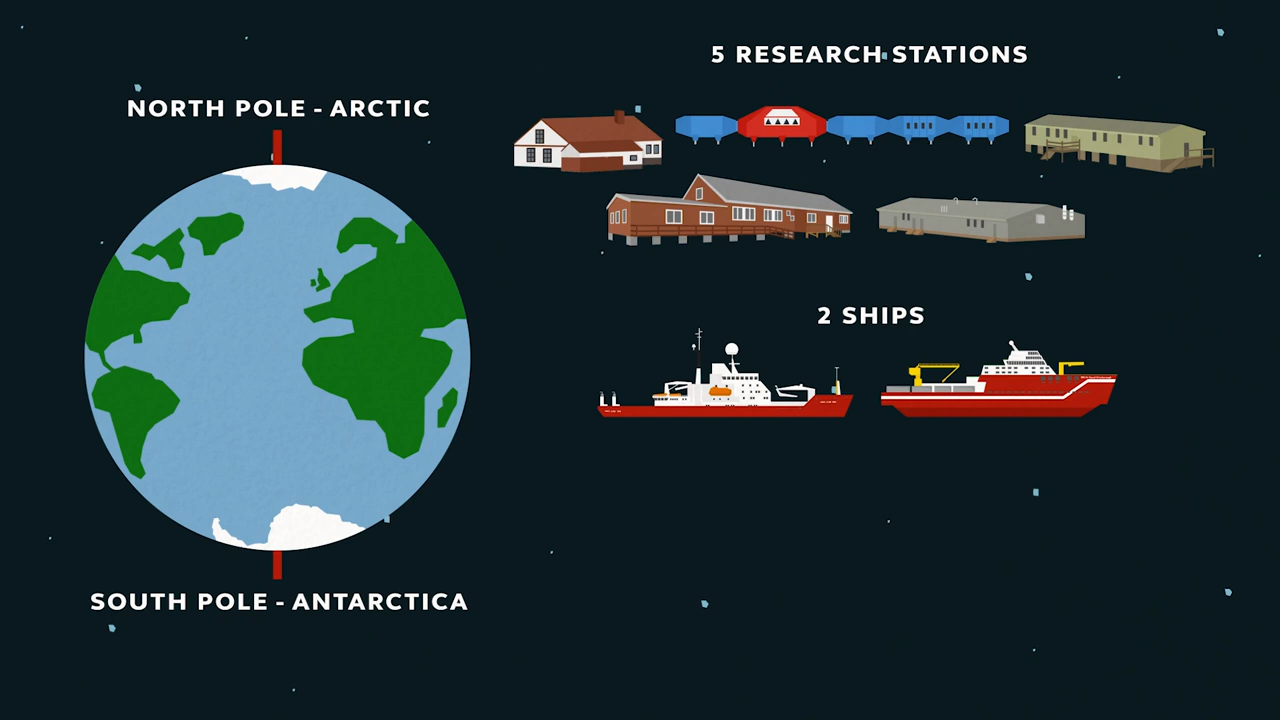 NORTH POLE - ARCTIC
SOUTH POLE - ANTARCTICA
5 RESEARCH STATIONS
2 SHIPS